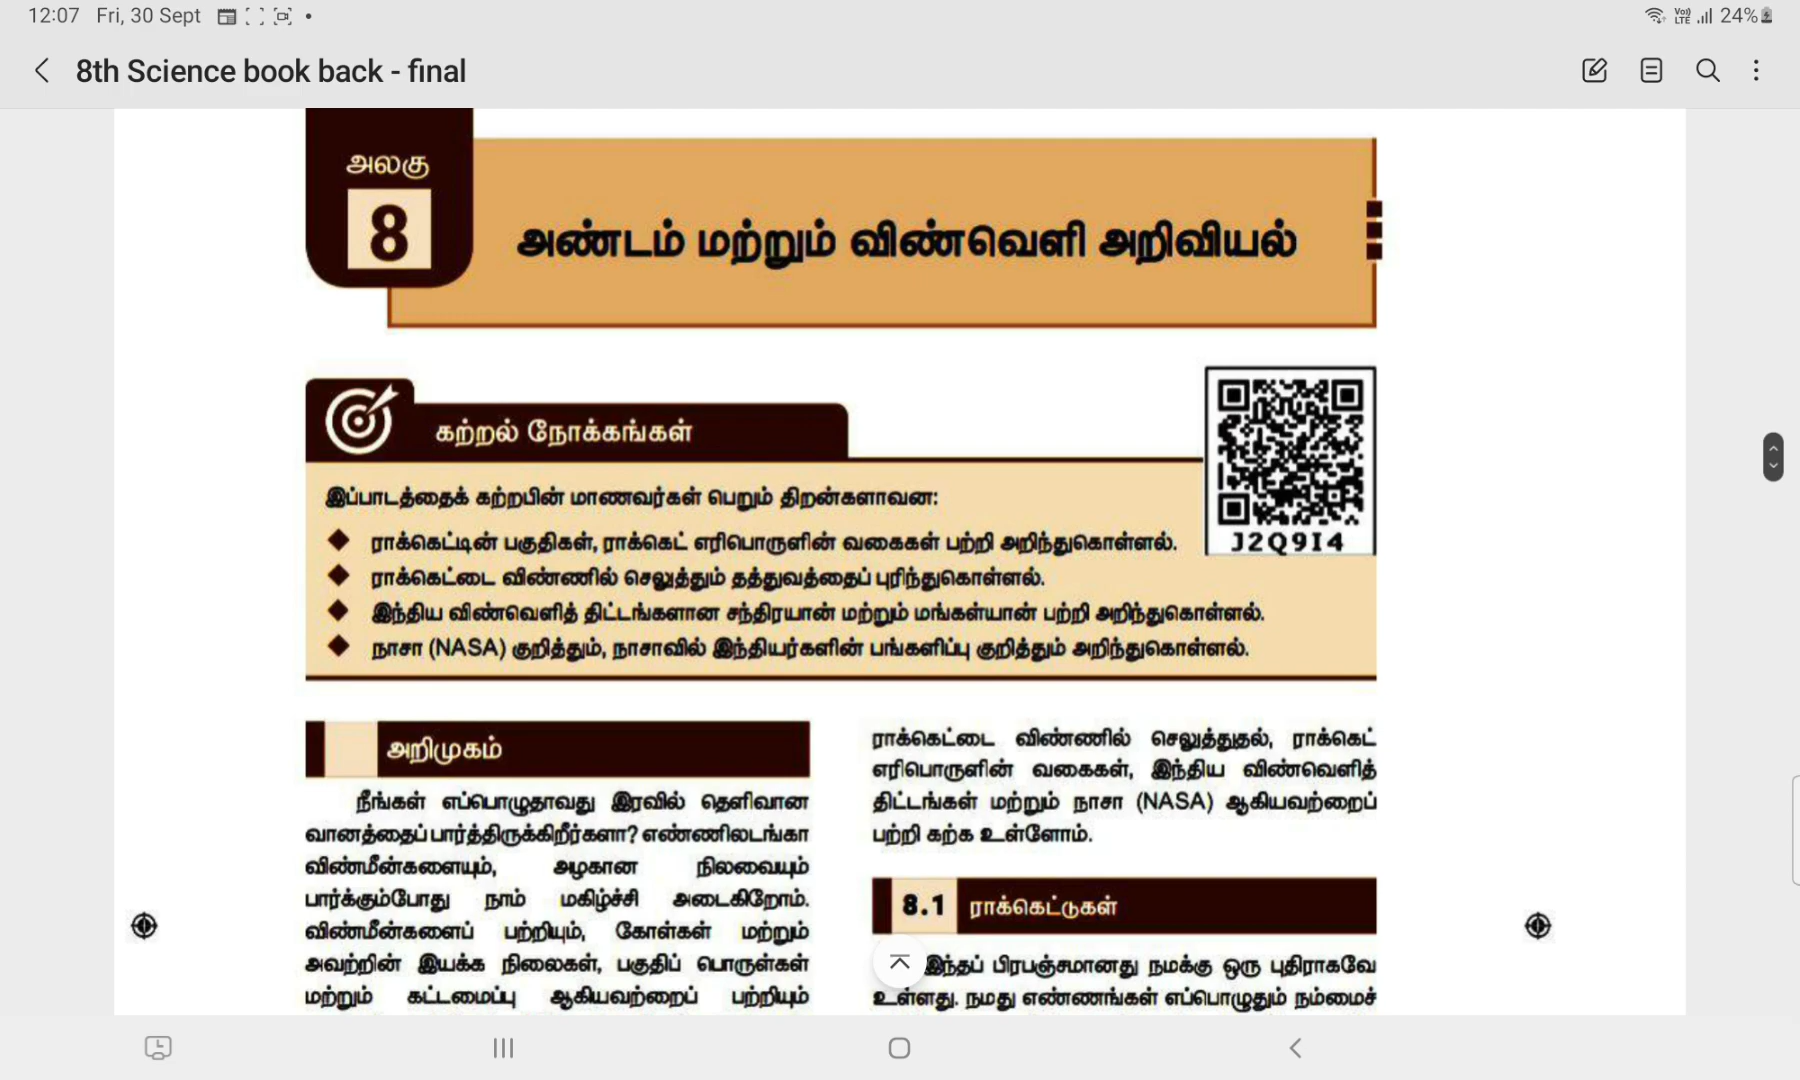 12:07 Fri, 30 Sept
24%
8th Science book back - final
அலகு
8
அண்டம் மற்றும் விண்வெளி அறிவியல்
கற்றல் நோக்கங்கள்
J2Q9I4
இப்பாடத்தைக் கற்றபின் மாணவர்கள் பெறும் திறன்களாவன:
ராக்கெட்டின் பகுதிகள், ராக்கெட் எரிபொருளின் வகைகள் பற்றி அறிந்துகொள்ளல்.
ராக்கெட்டை விண்ணில் செலுத்தும் தத்துவத்தைப் புரிந்துகொள்ளல்.
இந்திய விண்வெளித் திட்டங்களான சந்திரயான் மற்றும் மங்கள்யான் பற்றி அறிந்துகொள்ளல்.
நாசா (NASA) குறித்தும், நாசாவில் இந்தியர்களின் பங்களிப்பு குறித்தும் அறிந்துகொள்ளல்.
அறிமுகம்
நீங்கள் எப்பொழுதாவது இரவில் தெளிவான
வானத்தைப் பார்த்திருக்கிறீர்களா? எண்ணிலடங்கா
விண்மீன்களையும், அழகான நிலவையும்
பார்க்கும்போது நாம் மகிழ்ச்சி அடைகிறோம்.
விண்மீன்களைப் பற்றியும், கோள்கள் மற்றும்
அவற்றின் இயக்க நிலைகள், பகுதிப் பொருள்கள்
மற்றும் கட்டமைப்பு ஆகியவற்றைப் பற்றியும்
ராக்கெட்டை விண்ணில் செலுத்துதல், ராக்கெட்
எரிபொருளின் வகைகள், இந்திய விண்வெளித்
திட்டங்கள் மற்றும் நாசா (NASA) ஆகியவற்றைப்
பற்றி கற்க உள்ளோம்.
8.1 ராக்கெட்டுகள்
இந்தப் பிரபஞ்சமானது நமக்கு ஒரு புதிராகவே
உள்ளது. நமது எண்ணங்கள் எப்பொழுதும் நம்மைச்